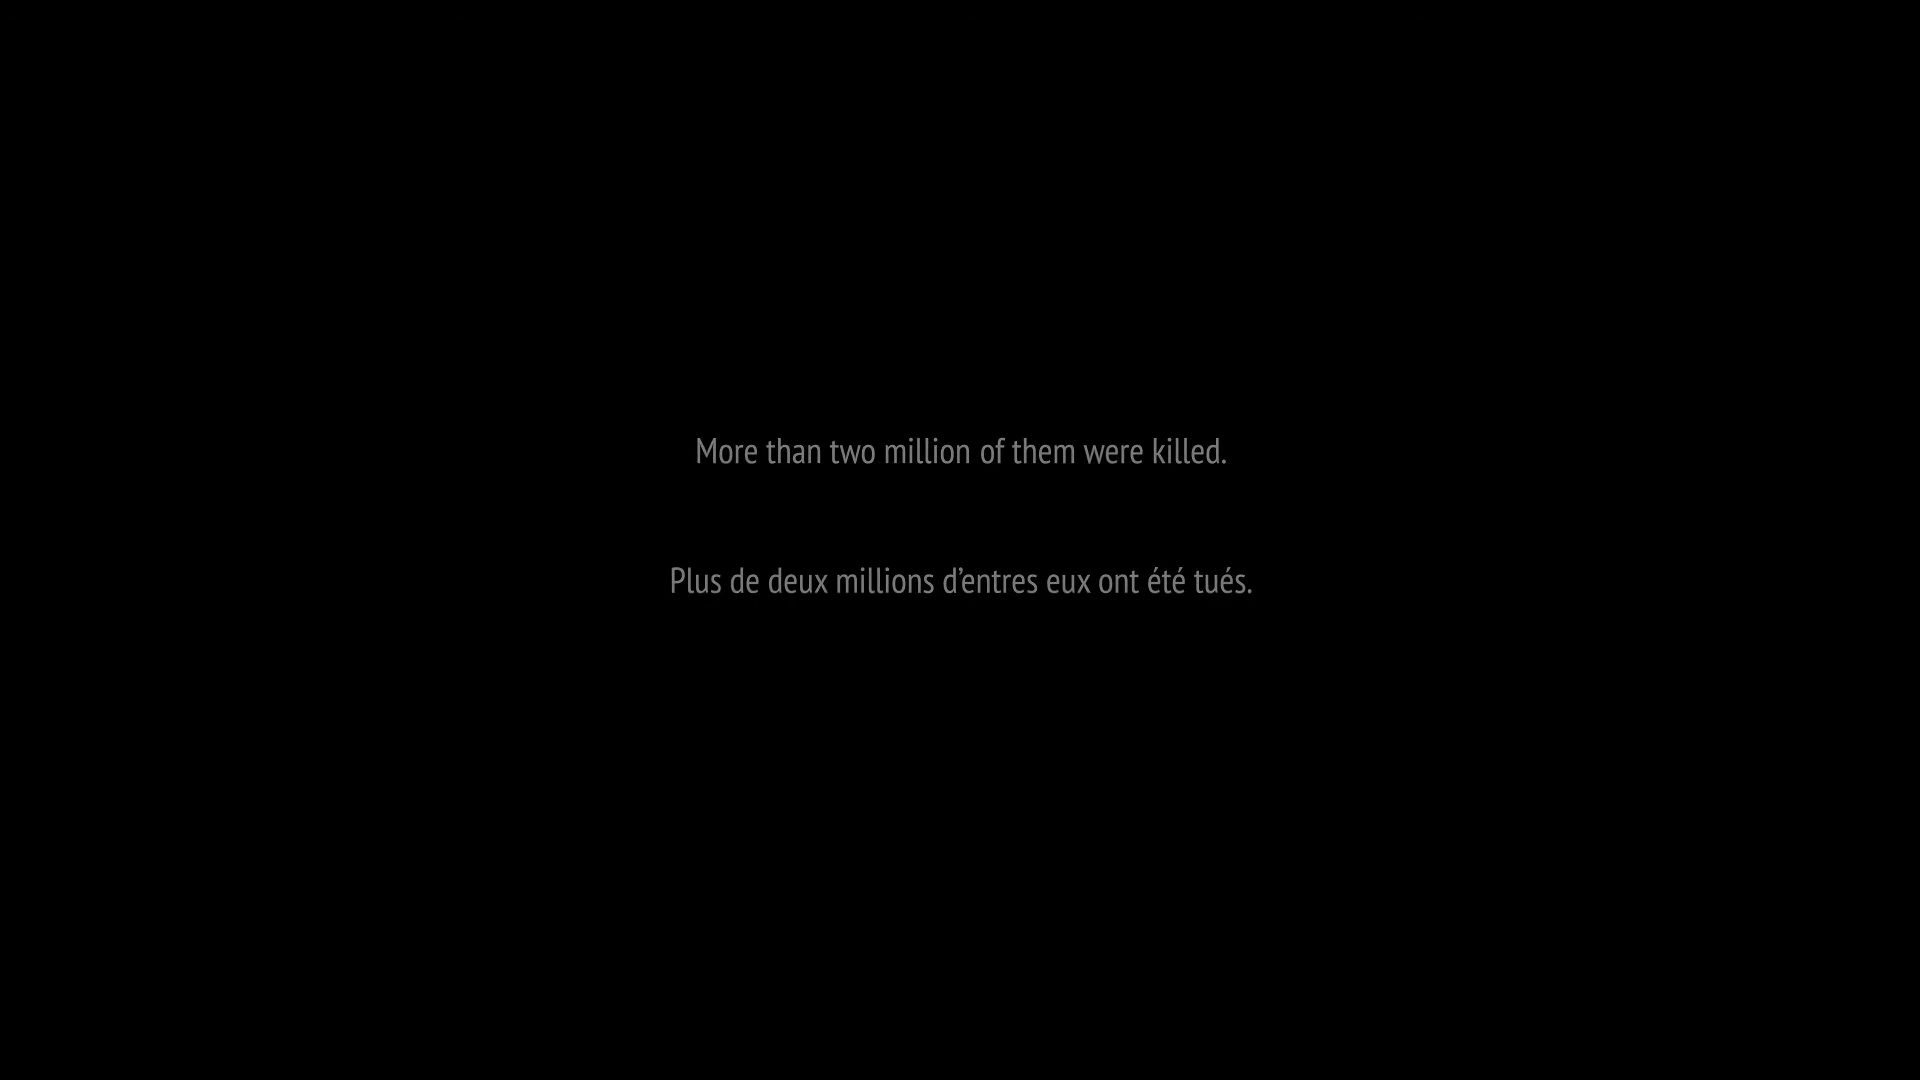 More than two million of them were killed.
Plus de deux millions d’entres eux ont été tués.